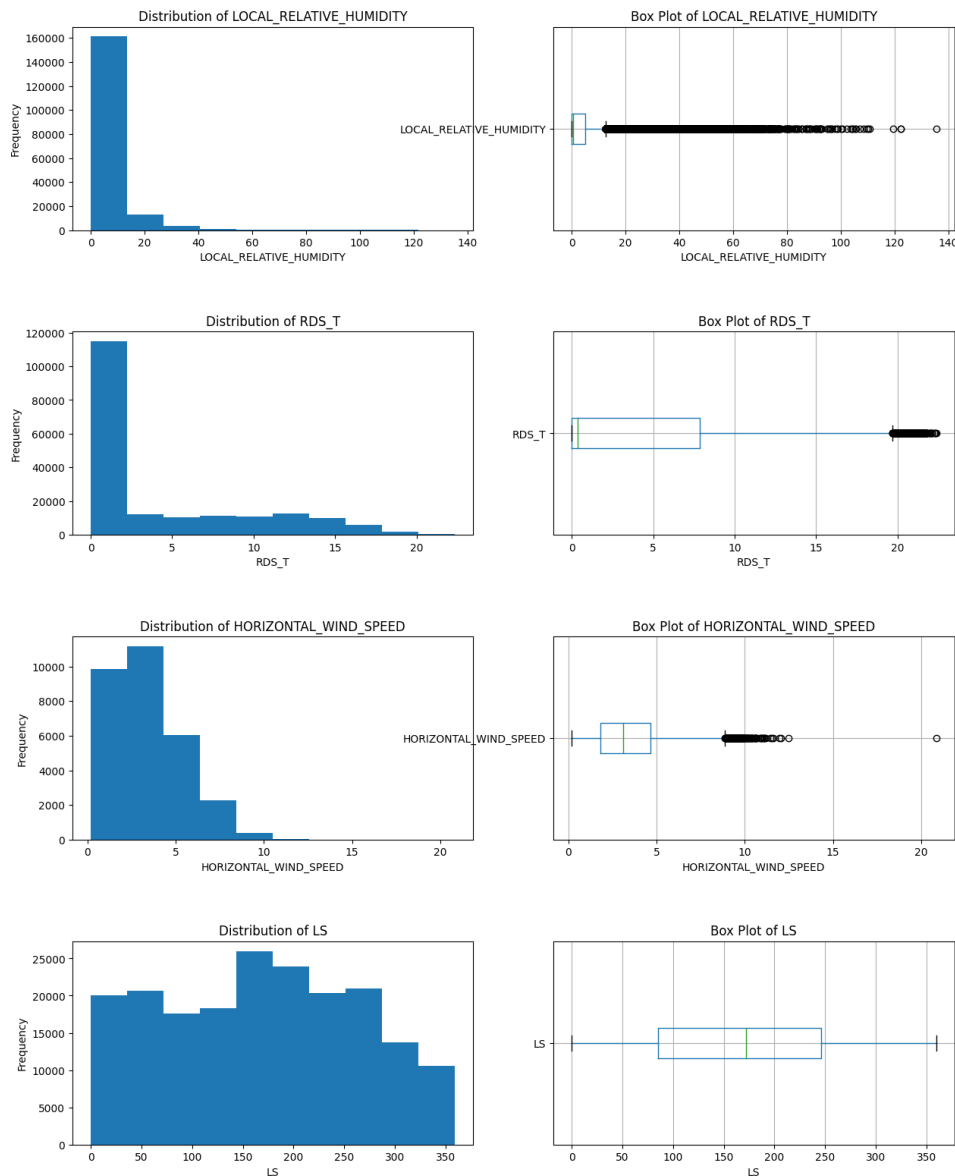 Distribution of LOCAL_RELATIVE_HUMIDITY
160000
140000
120000
100000
80000
60000
40000
20000
0
Frequency
0 20 40 60 80 100 120 140
LOCAL_RELATIVE_HUMIDITY
Box Plot of LOCAL_RELATIVE_HUMIDITY
LOCAL_RELATIVE_HUMIDITY
0 20 40 60 80 100 120 140
LOCAL_RELATIVE_HUMIDITY
Distribution of RDS_T
120000
100000
80000
60000
40000
20000
0
Frequency
0 5 10 15 20
RDS_T
Box Plot of RDS_T
RDS_T
0 5 10 15 20
RDS_T
Distribution of HORIZONTAL_WIND_SPEED
10000
8000
6000
4000
2000
0
Frequency
0 5 10 15 20
HORIZONTAL_WIND_SPEED
Box Plot of HORIZONTAL_WIND_SPEED
HORIZONTAL_WIND_SPEED
0 5 10 15 20
HORIZONTAL_WIND_SPEED
Distribution of LS
25000
20000
15000
10000
5000
0
Frequency
0 50 100 150 200 250 300 350
LS
Box Plot of LS
LS
0 50 100 150 200 250 300 350
LS